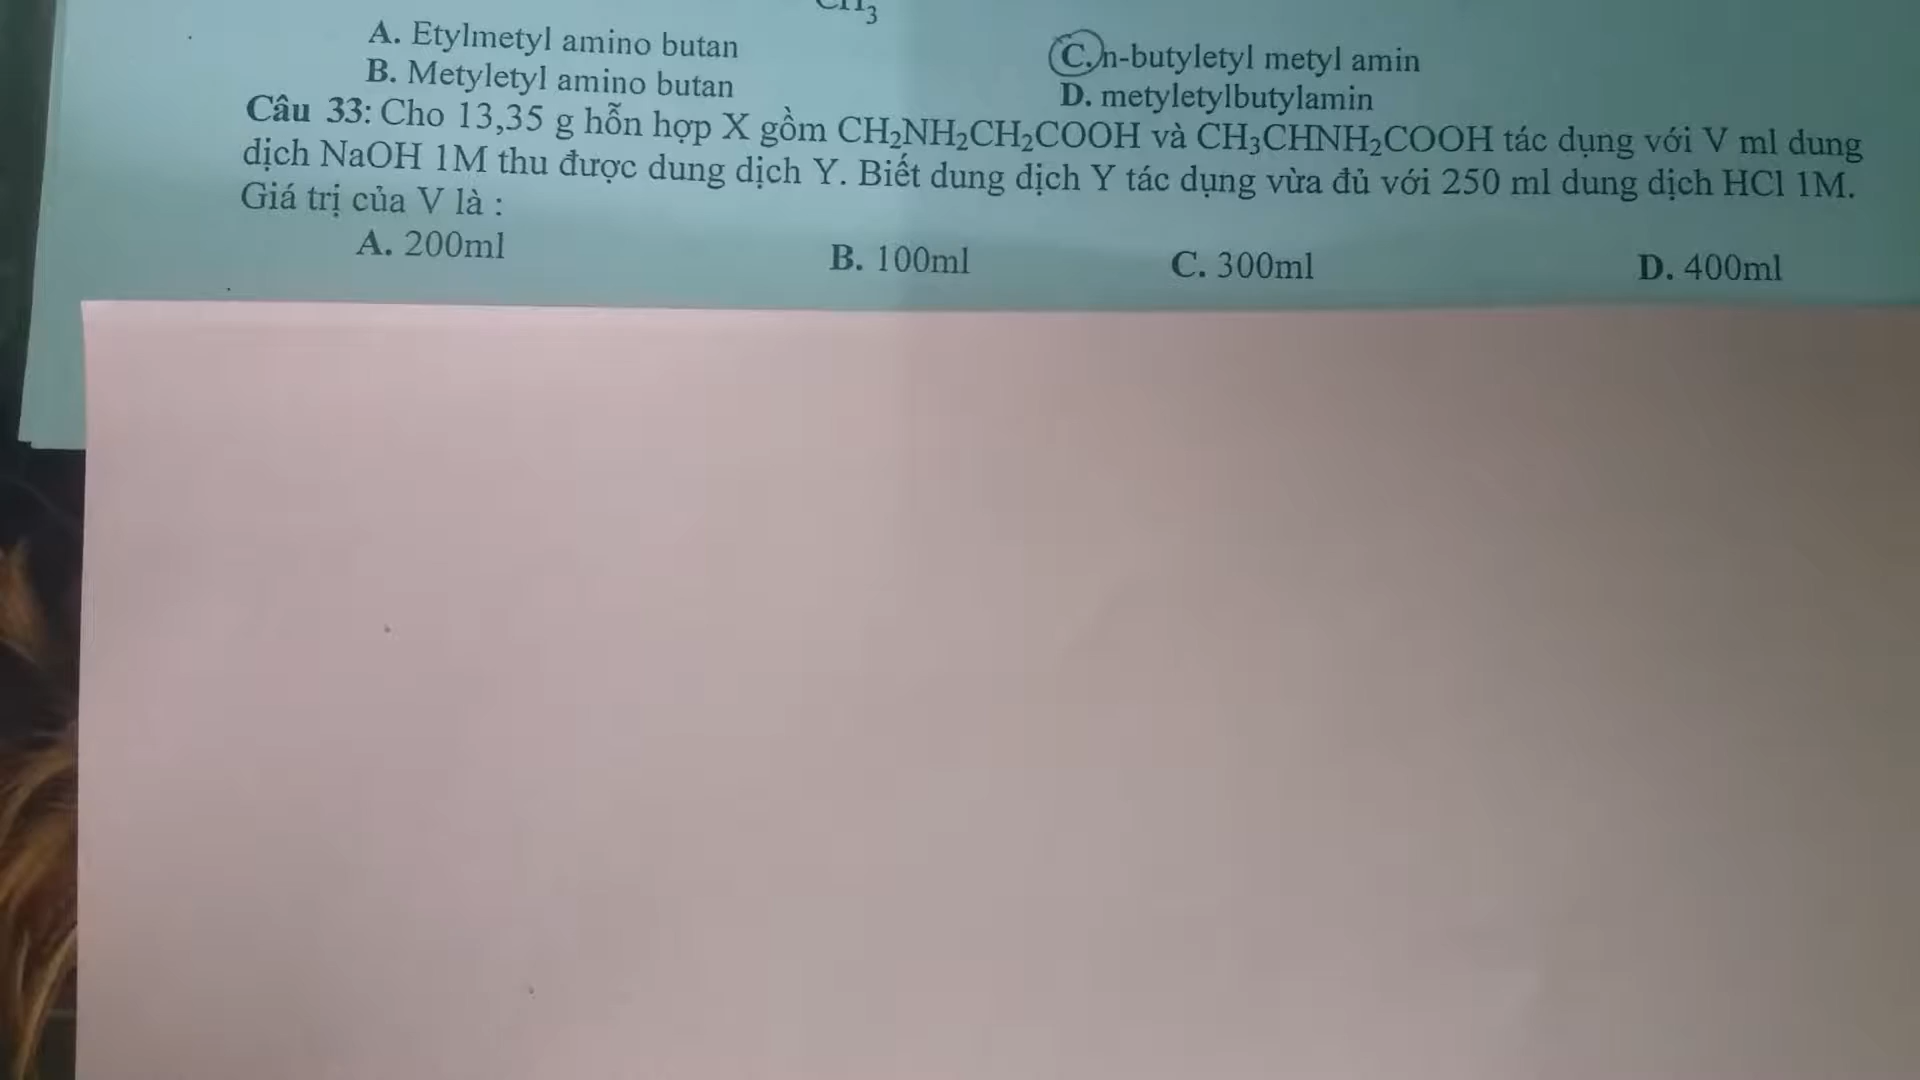 CH₃
A. Etylmetyl amino butan
C. n-butyletyl metyl amin
B. Metyletyl amino butan
D. metyletylbutylamin
Câu 33: Cho 13,35 g hỗn hợp X gồm CH₂NH₂CH₂COOH và CH₃CHNH₂COOH tác dụng với V ml dung
dịch NaOH 1M thu được dung dịch Y. Biết dung dịch Y tác dụng vừa đủ với 250 ml dung dịch HCl 1M.
Giá trị của V là :
A. 200ml
B. 100ml
C. 300ml
D. 400ml